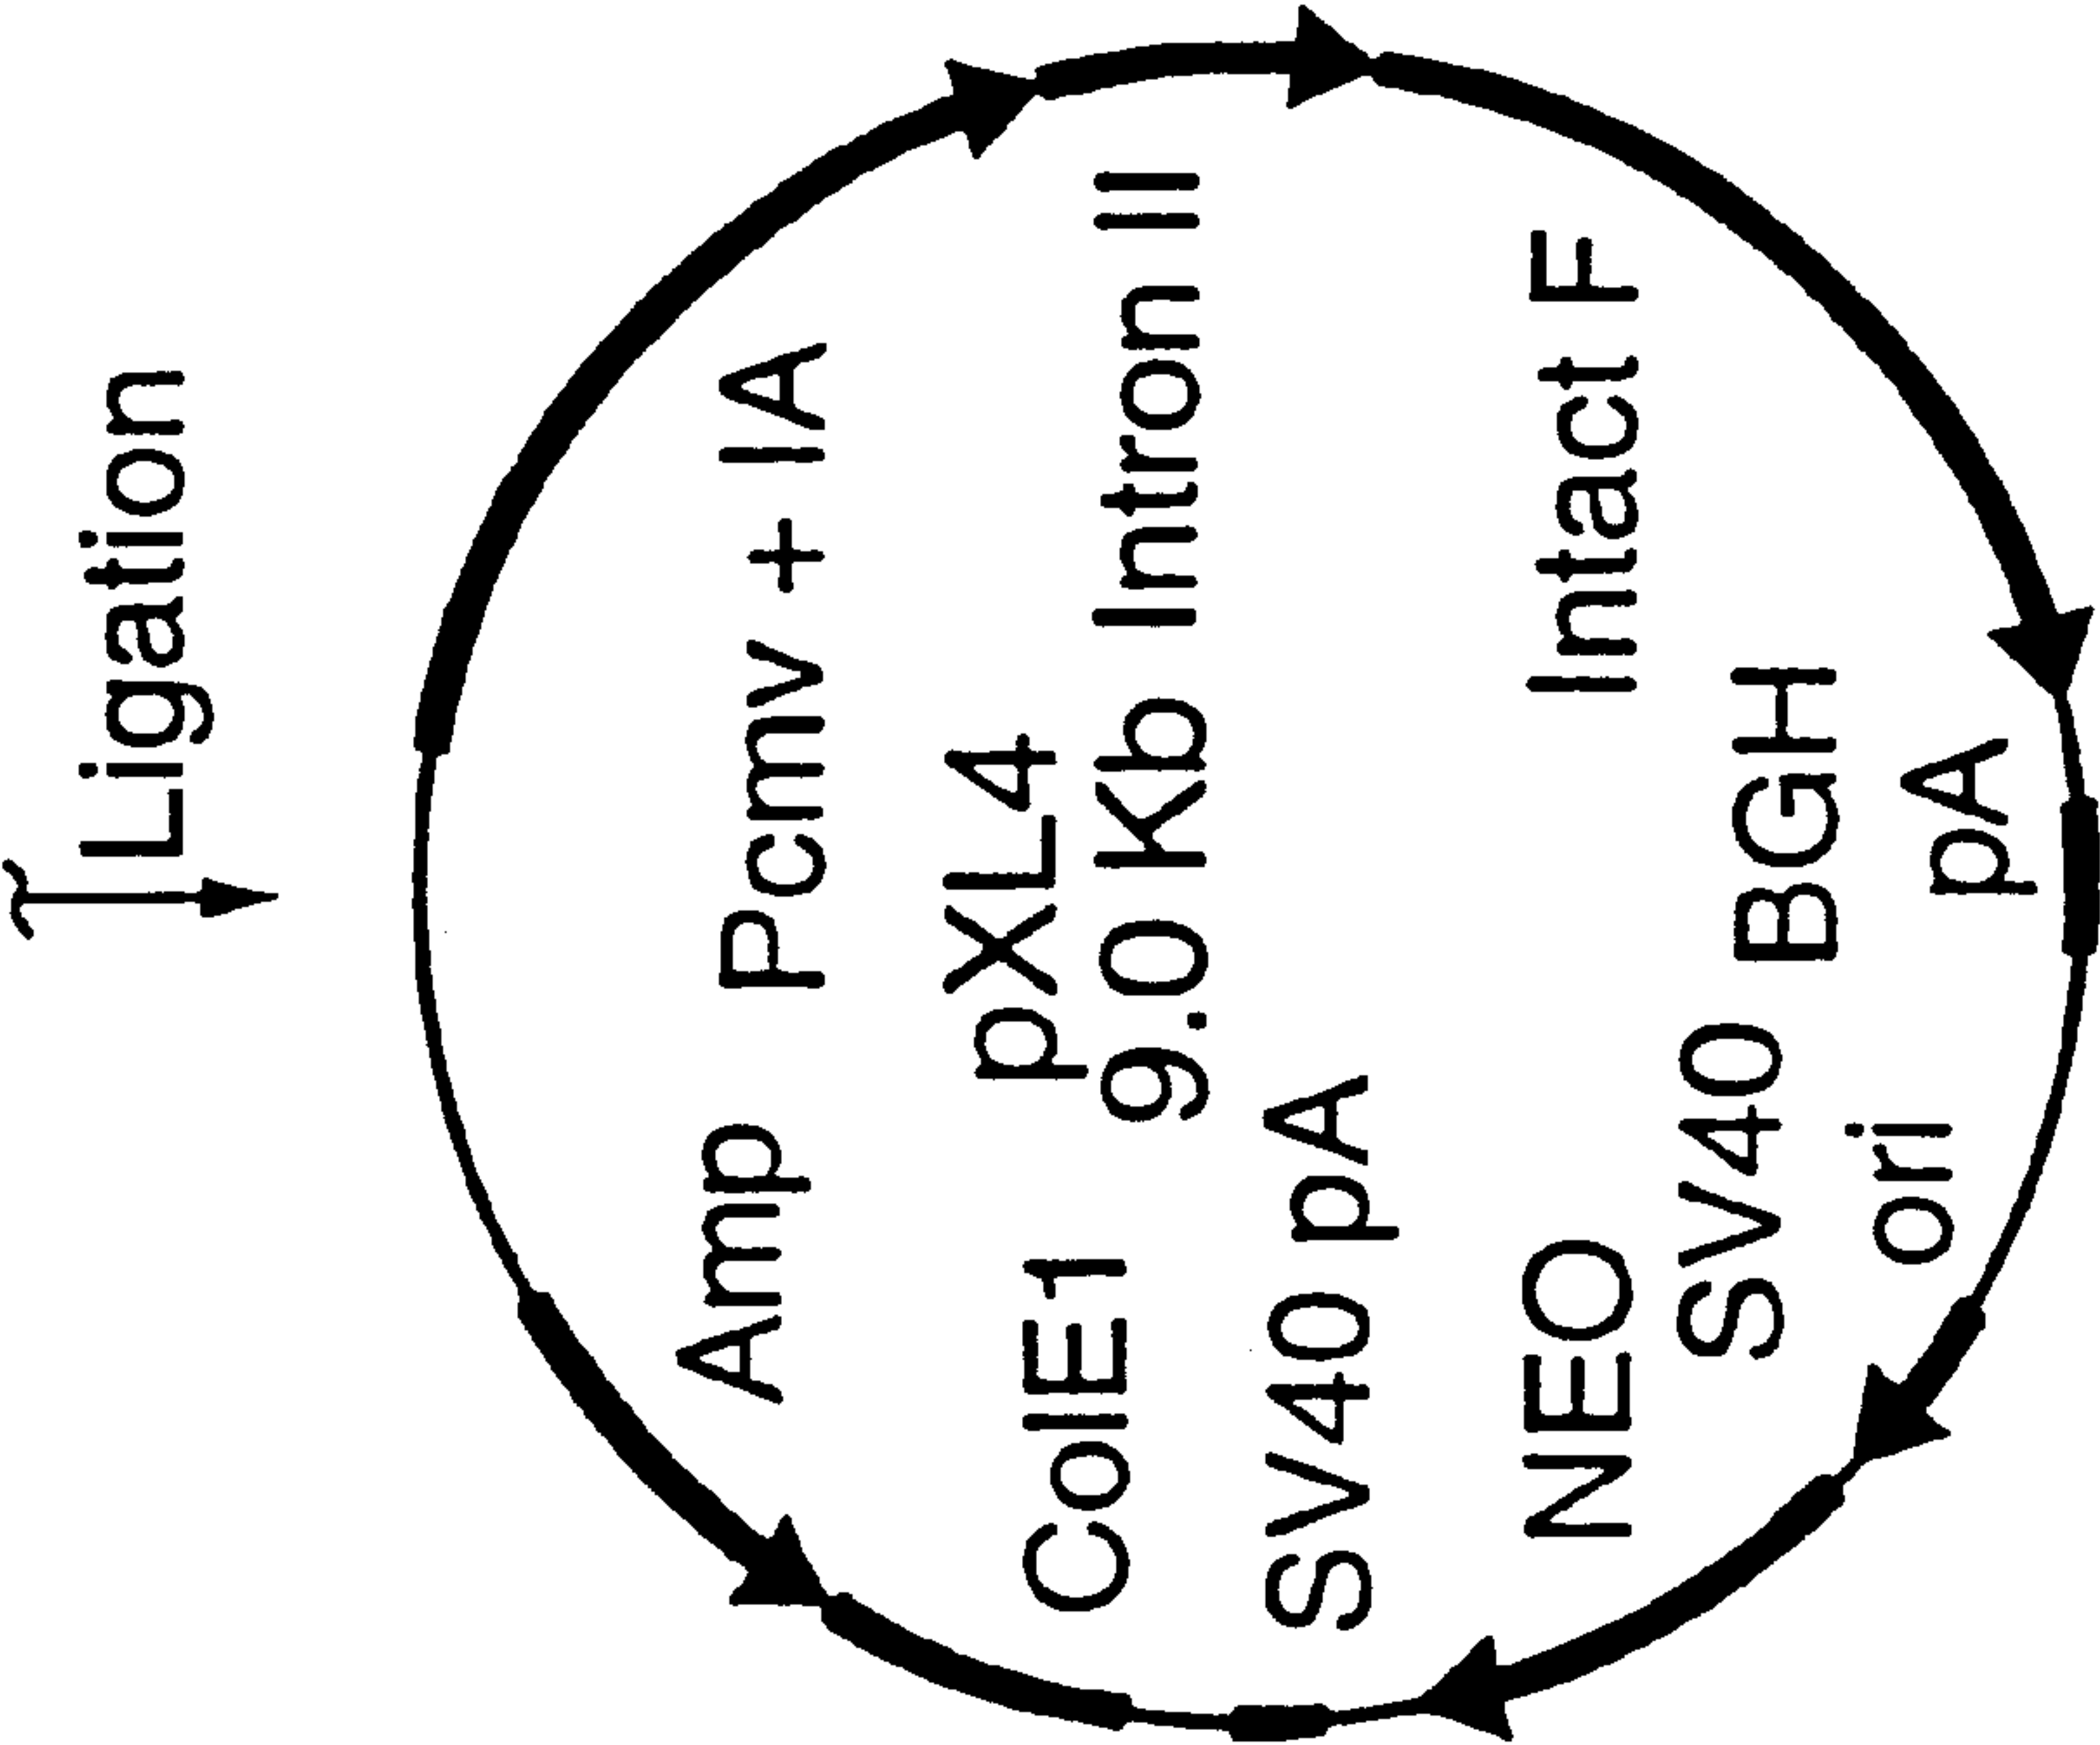 Ligation
Amp Pcmv + IA
pXL4
ColE1 9.0 Kb Intron II
SV40 pA
NEO Intact F
SV40 BGH
ori pA